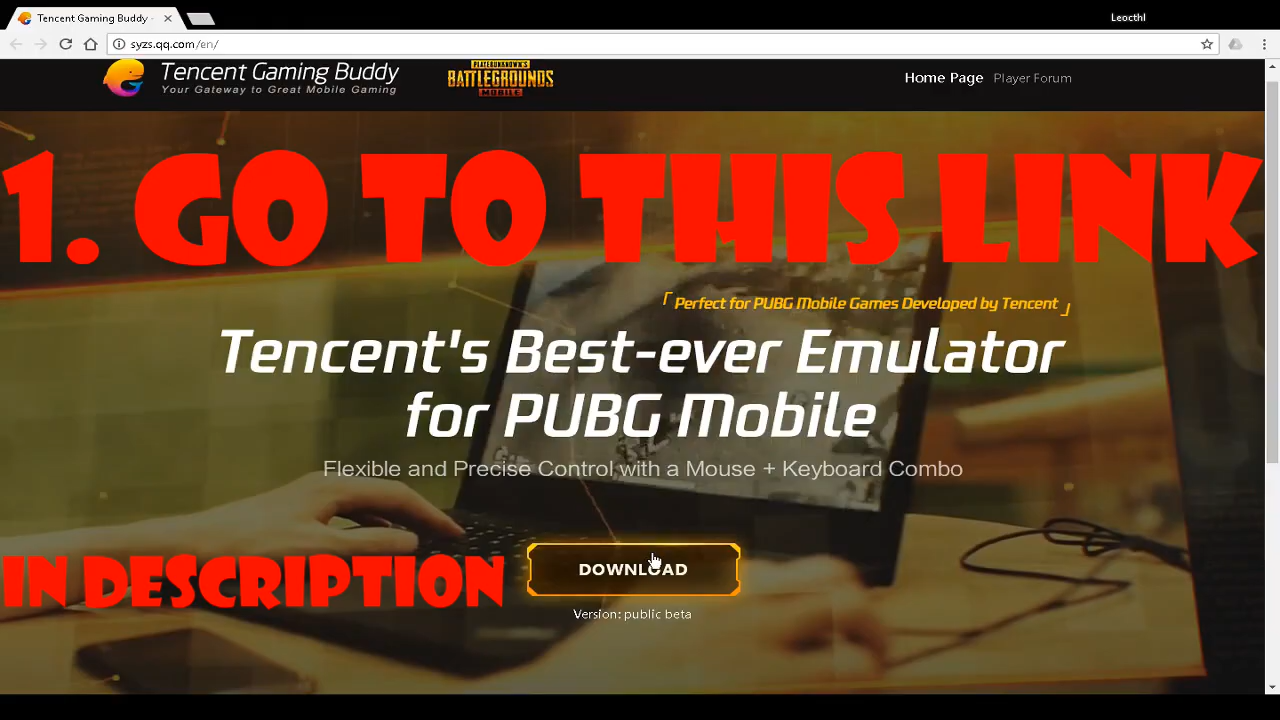 Tencent Gaming Buddy -
Leocthl
syzs.qq.com/en/
Tencent Gaming Buddy
Your Gateway to Great Mobile Gaming
PLAYERUNKNOWN'S
BATTLEGROUNDS
MOBILE
Home Page Player Forum
1. GO TO THIS LINK
「Perfect for PUBG Mobile Games Developed by Tencent」
Tencent's Best-ever Emulator
for PUBG Mobile
Flexible and Precise Control with a Mouse + Keyboard Combo
IN DESCRIPTION
DOWNLOAD
Version: public beta